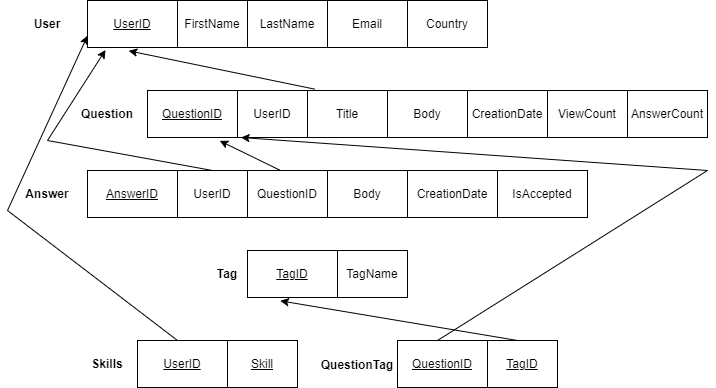 User UserID FirstName LastName Email Country
Question QuestionID UserID Title Body CreationDate ViewCount AnswerCount
Answer AnswerID UserID QuestionID Body CreationDate IsAccepted
Tag TagID TagName
Skills UserID Skill QuestionTag QuestionID TagID